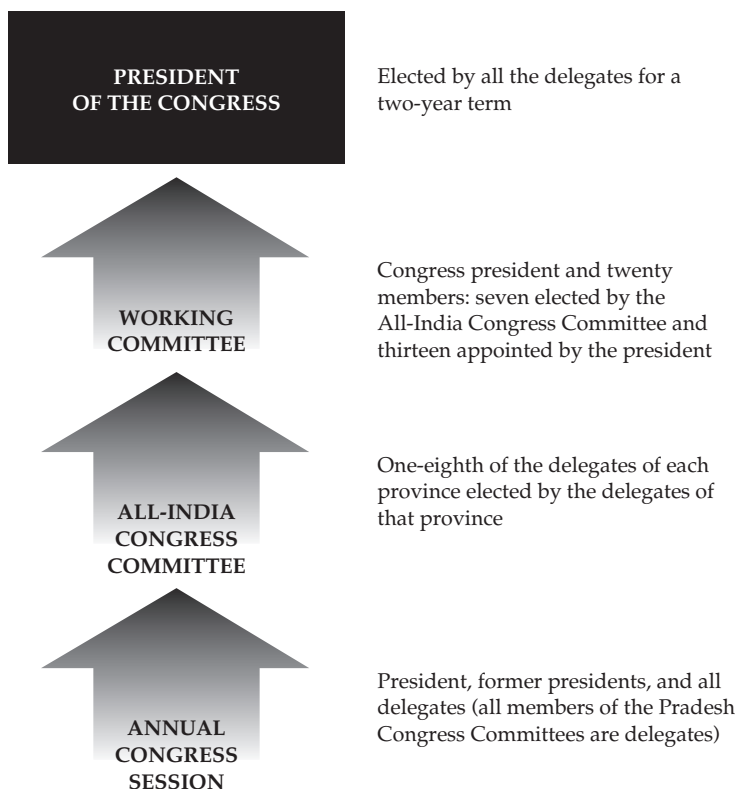 PRESIDENT
OF THE CONGRESS
Elected by all the delegates for a
two-year term
WORKING
COMMITTEE
Congress president and twenty
members: seven elected by the
All-India Congress Committee and
thirteen appointed by the president
ALL-INDIA
CONGRESS
COMMITTEE
One-eighth of the delegates of each
province elected by the delegates of
that province
ANNUAL
CONGRESS
SESSION
President, former presidents, and all
delegates (all members of the Pradesh
Congress Committees are delegates)